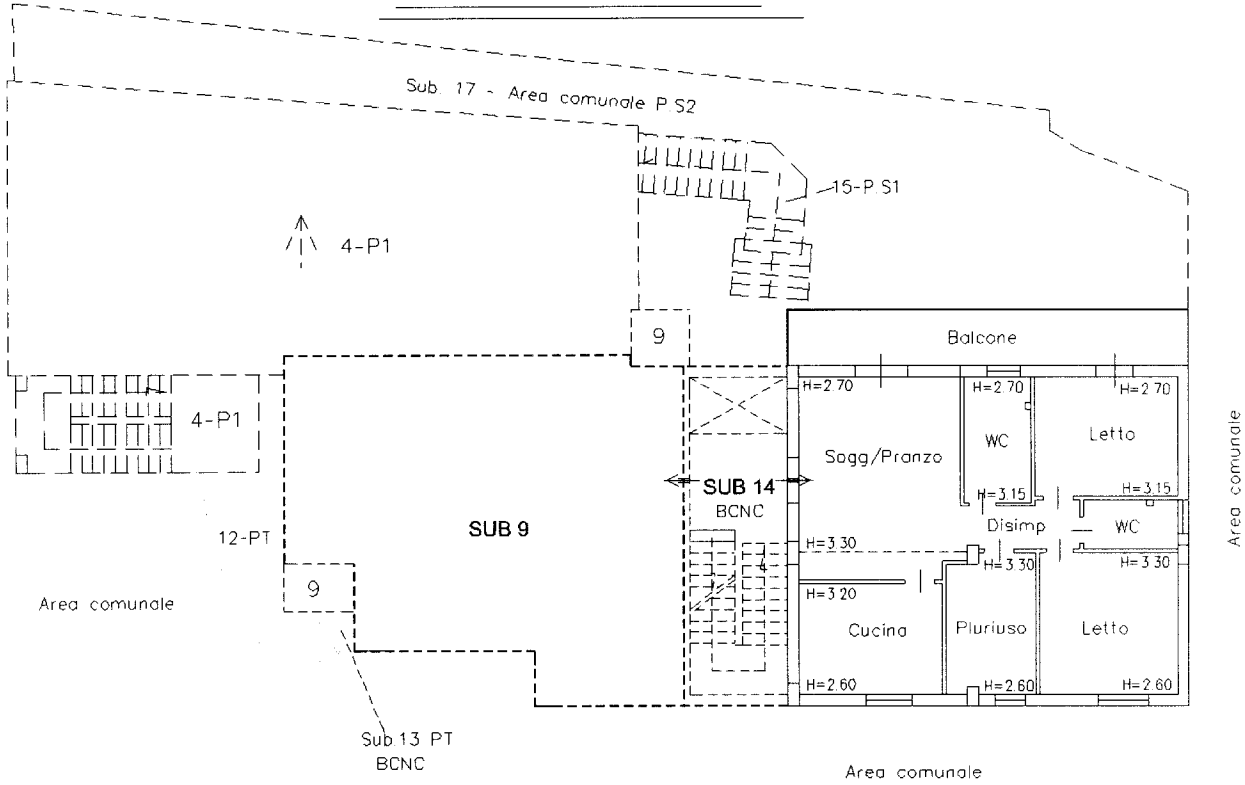 Sub. 17 - Area comunale P.S2
15-P.S1
4-P1
9
Balcone
H=2.70
H=2.70
H=2.70
4-P1
WC
Letto
Sogg/Pranzo
Area comunale
SUB 14
BCNC
H=3.15
H=3.15
SUB 9
Disimp
WC
12-PT
H=3.30
H=3.30
H=3.30
4
9
H=3.20
Area comunale
Cucina
Pluriuso
Letto
H=2.60
H=2.60
H=2.60
Sub.13 PT
BCNC
Area comunale